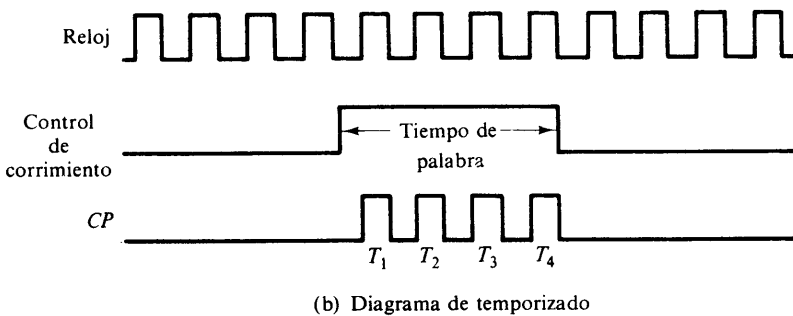 Reloj
Control
de
corrimiento
Tiempo de
palabra
CP
T₁ T₂ T₃ T₄
(b) Diagrama de temporizado